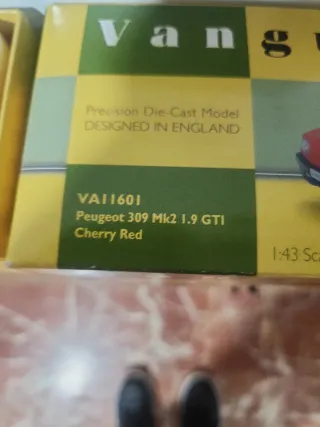 Vang
Precision Die-Cast Model
DESIGNED IN ENGLAND
VA11601
Peugeot 309 Mk2 1.9 GTI
Cherry Red
1:43 Sca